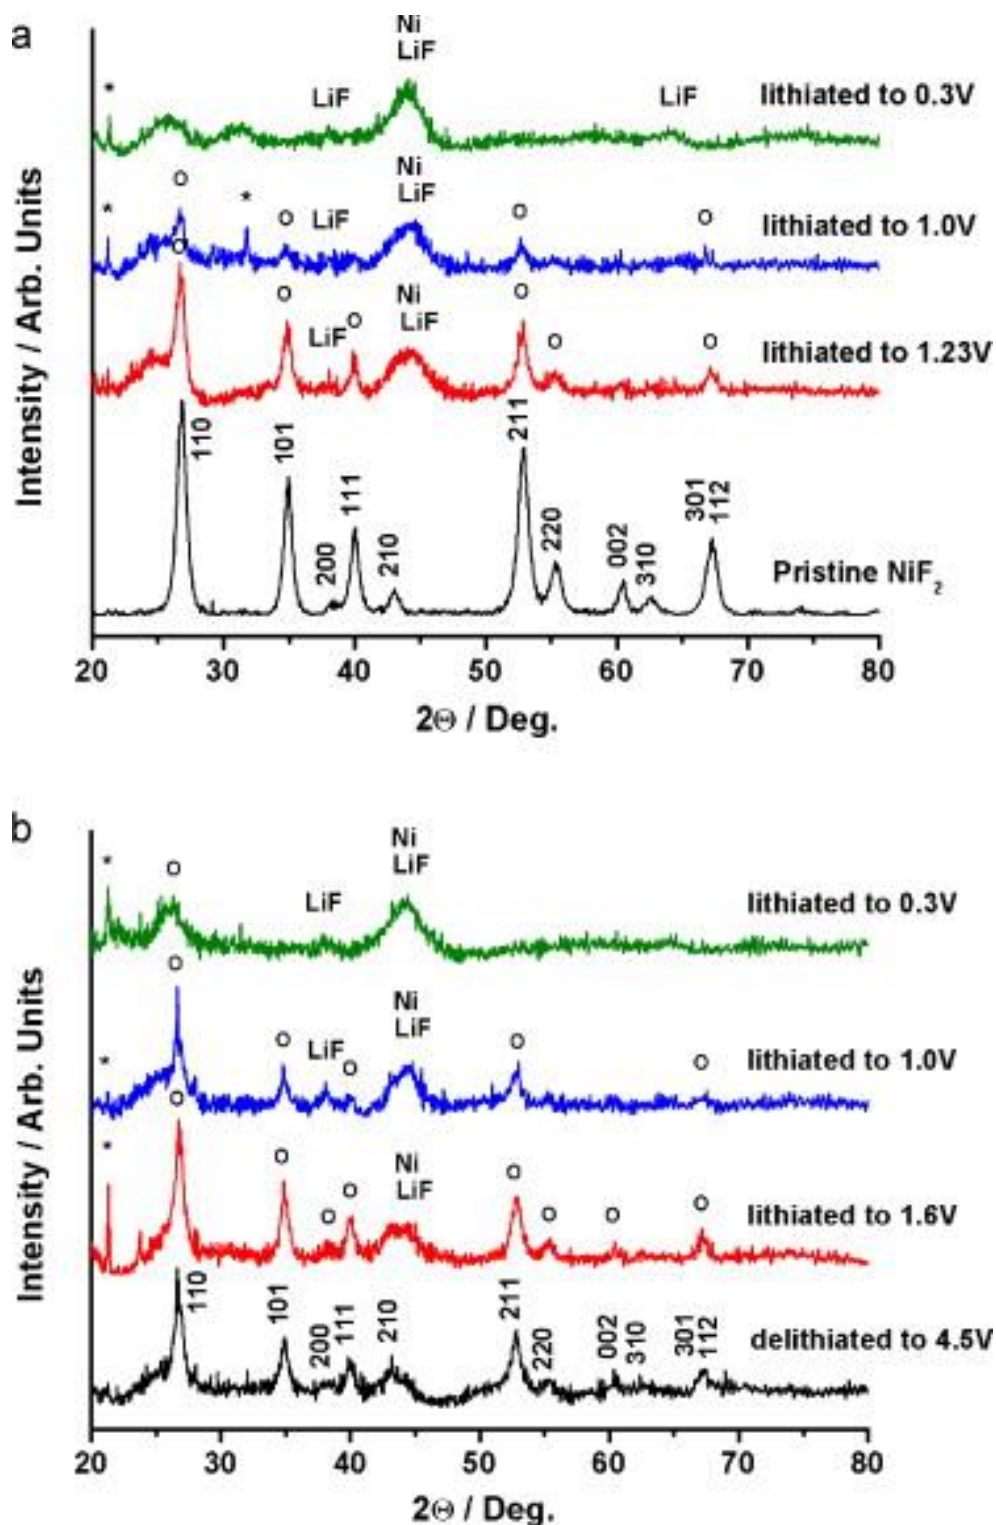 a
Ni
LiF
* LiF LiF lithiated to 0.3V
Ni
LiF
* O * O LiF O O lithiated to 1.0V
O O LiF O Ni
LiF
O O O lithiated to 1.23V
110 101 200 111 210 211 220 002 310 301 112
Pristine NiF₂
Intensity / Arb. Units
20 30 40 50 60 70 80
2Θ / Deg.
b
Ni
LiF
* O LiF lithiated to 0.3V
Ni
LiF
* O O LiF O O O lithiated to 1.0V
Ni
LiF
* O O O O O O O O lithiated to 1.6V
110 101 200 111 210 211 220 002 310 301 112
delithiated to 4.5V
Intensity / Arb. Units
20 30 40 50 60 70 80
2Θ / Deg.